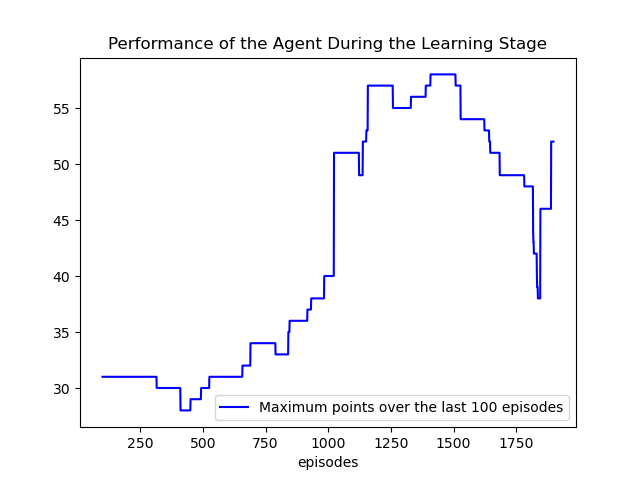 Performance of the Agent During the Learning Stage
55
50
45
40
35
30
Maximum points over the last 100 episodes
250 500 750 1000 1250 1500 1750
episodes